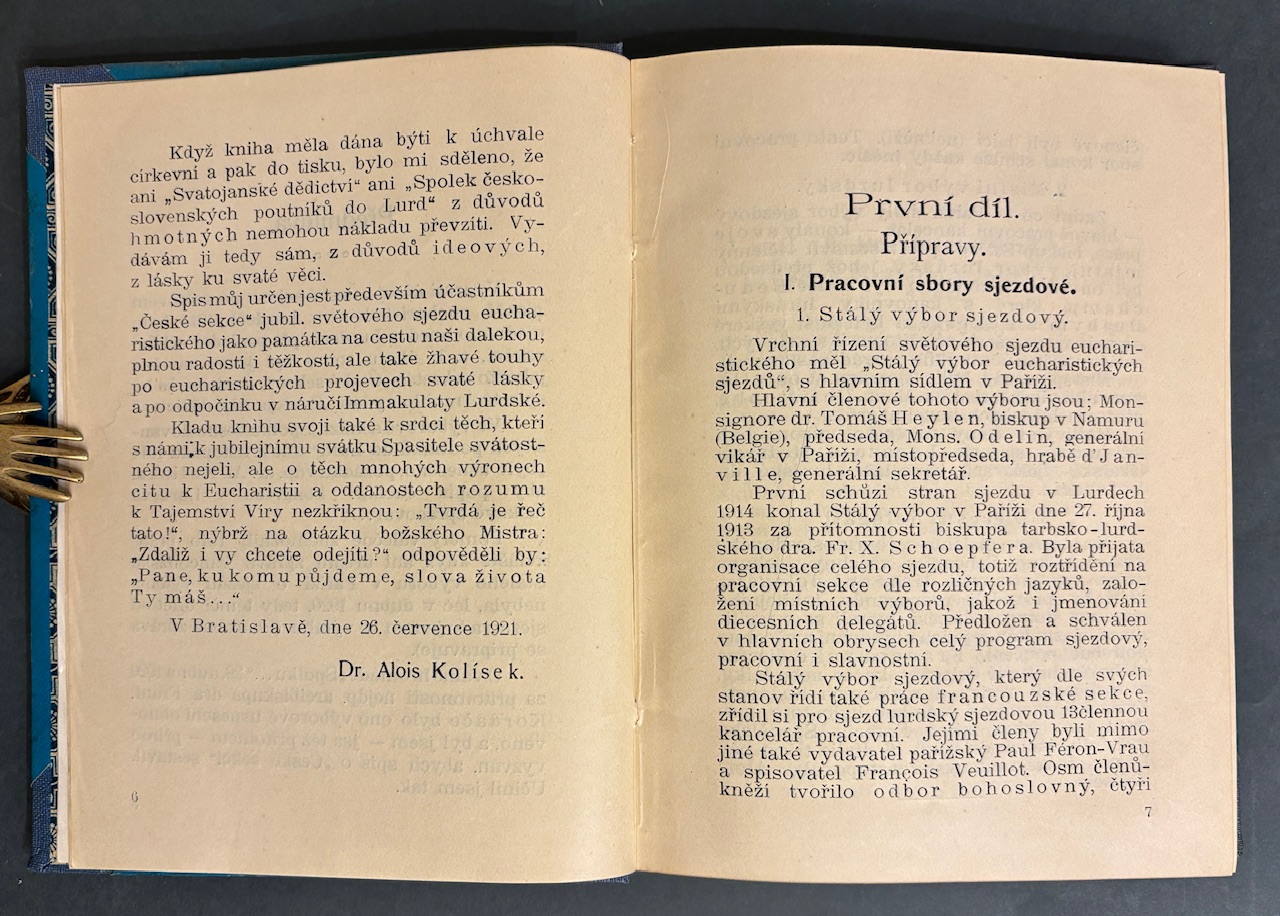 Když kniha měla dána býti k úchvale
církevní a pak do tisku, bylo mi sděleno, že
ani „Svatojanské dědictví“ ani „Spolek česko-
slovenských poutníků do Lurd“ z důvodů
hmotných nemohou nákladu převzíti. Vy-
dávám ji tedy sám, z důvodů ideových,
z lásky ku svaté věci.
Spis můj určen jest především účastníkům
„České sekce“ jubil. světového sjezdu eucha-
ristického jako památka na cestu naši dalekou,
plnou radostí i těžkostí, ale také žhavé touhy
po eucharistických projevech svaté lásky
a po odpočinku v náručí Immakulaty Lurdské.
Kladu knihu svoji také k srdci těch, kteří
s námi k jubilejnímu svátku Spasitele svátost-
ného nejeli, ale o těch mnohých výronech
citu k Eucharistii a oddanostech rozumu
k Tajemství Víry nezkřiknou: „Tvrdá je řeč
tato!“, nýbrž na otázku božského Mistra:
„Zdaliž i vy chcete odejíti?“ odpověděli by:
„Pane, ku komu půjdeme, slova života
Ty máš...“
V Bratislavě, dne 26. července 1921.
Dr. Alois Kolísek.
6
První díl.
Přípravy.
I. Pracovní sbory sjezdové.
1. Stálý výbor sjezdový.
Vrchní řízení světového sjezdu euchari-
stického měl „Stálý výbor eucharistických
sjezdů“, s hlavním sídlem v Paříži.
Hlavní členové tohoto výboru jsou: Mon-
signore dr. Tomáš Heylen, biskup v Namuru
(Belgie), předseda, Mons. Odelin, generální
vikář v Paříži, místopředseda, hrabě d'Jan-
ville, generální sekretář.
První schůzi stran sjezdu v Lurdech
1914 konal Stálý výbor v Paříži dne 27. října
1913 za přítomnosti biskupa tarbsko-lurd-
ského dra. Fr. X. Schoepfera. Byla přijata
organisace celého sjezdu, totiž roztřídění na
pracovní sekce dle rozličných jazyků, zalo-
žení místních výborů, jakož i jmenování
diecesních delegátů. Předložen a schválen
v hlavních obrysech celý program sjezdový,
pracovní i slavnostní.
Stálý výbor sjezdový, který dle svých
stanov řídí také práce francouzské sekce,
zřídil si pro sjezd lurdský sjezdovou 13člennou
kancelář pracovní. Jejími členy byli mimo
jiné také vydavatel pařížský Paul Féron-Vrau
a spisovatel François Veuillot. Osm členů-
kněží tvořilo odbor bohoslovný, čtyři
7